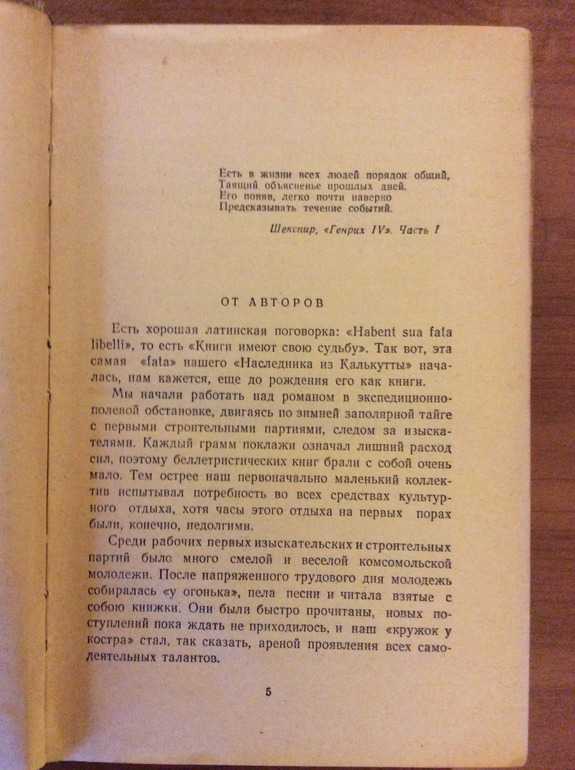 Есть в жизни всех людей порядок общий,
Таящий объясненье прошлых дней.
Его поняв, легко почти наверно
Предсказывать течение событий.
Шекспир, «Генрих IV». Часть I
ОТ АВТОРОВ
Есть хорошая латинская поговорка: «Habent sua fata
libelli», то есть «Книги имеют свою судьбу». Так вот, эта
самая «fata» нашего «Наследника из Калькутты» нача-
лась, нам кажется, еще до рождения его как книги.
Мы начали работать над романом в экспедиционно-
полевой обстановке, двигаясь по зимней заполярной тайге
с первыми строительными партиями, следом за изыска-
телями. Каждый грамм поклажи означал лишний расход
сил, поэтому беллетристических книг брали с собой очень
мало. Тем острее наш первоначально маленький коллек-
тив испытывал потребность во всех средствах культур-
ного отдыха, хотя часы этого отдыха на первых порах
были, конечно, недолгими.
Среди рабочих первых изыскательских и строительных
партий было много смелой и веселой комсомольской
молодежи. После напряженного трудового дня молодежь
собиралась «у огонька», пела песни и читала взятые с
собою книжки. Они были быстро прочитаны, новых по-
ступлений пока ждать не приходилось, и наш «кружок у
костра» стал, так сказать, ареной проявления всех само-
деятельных талантов.
5